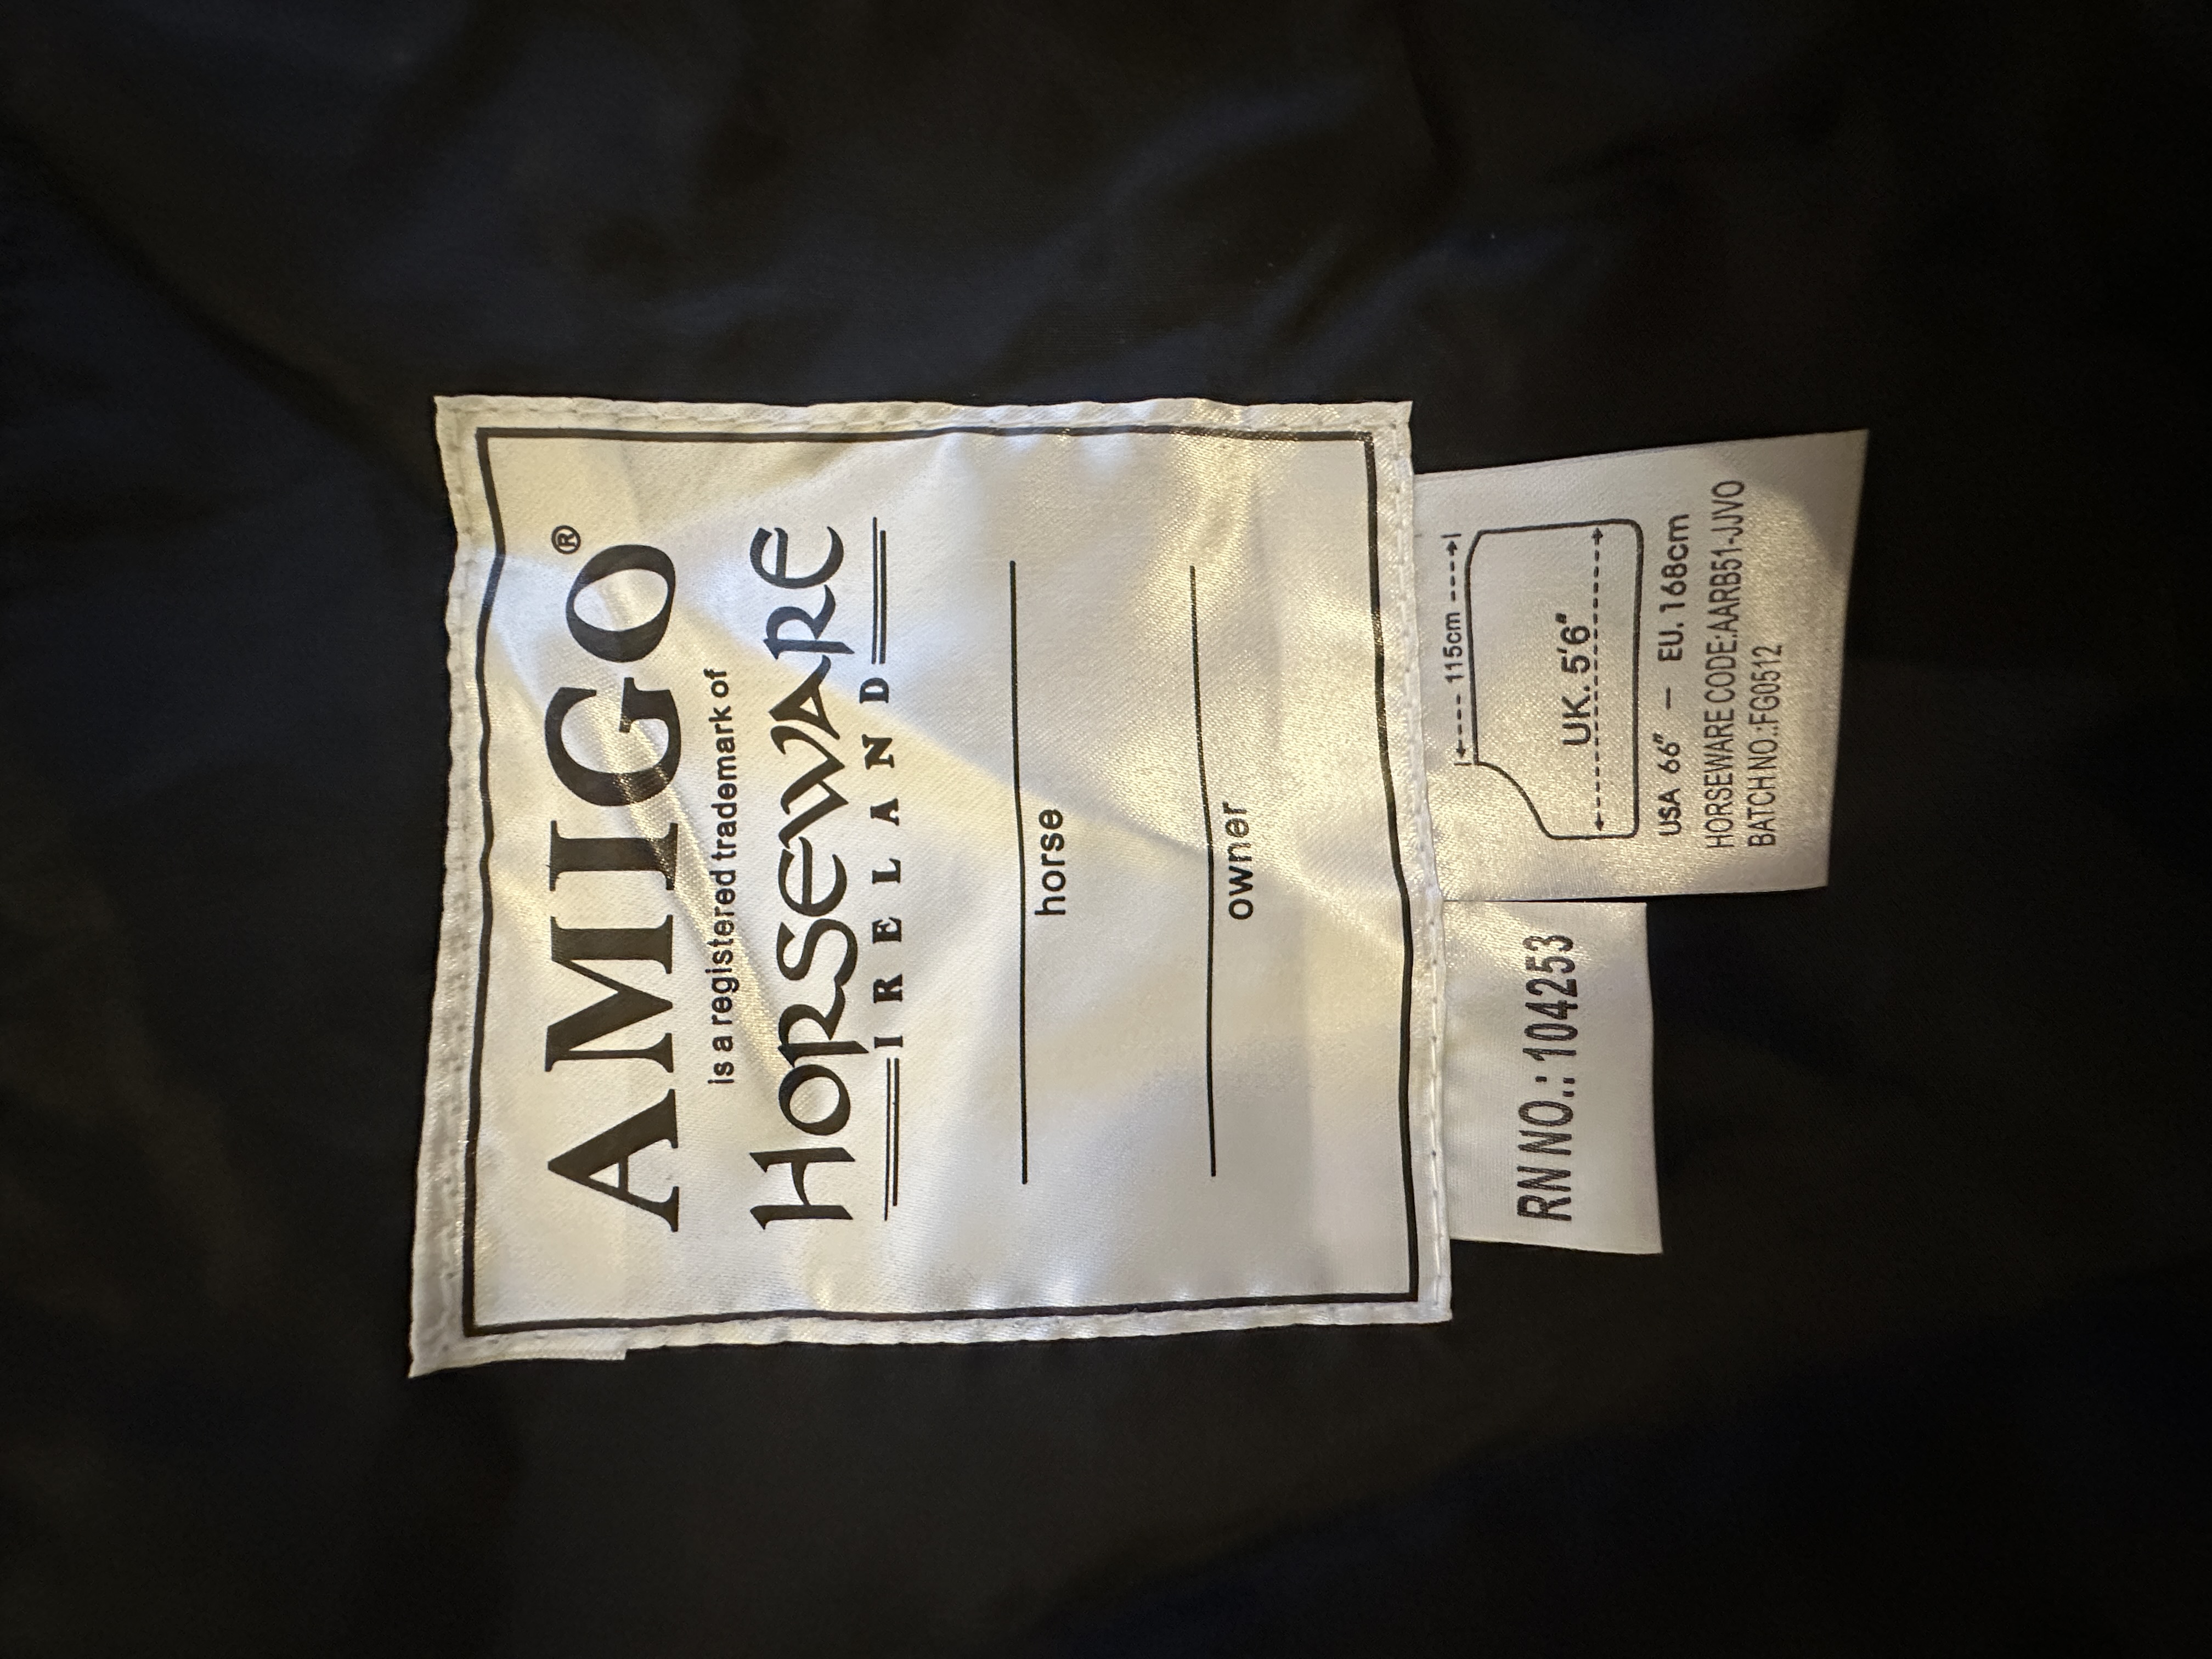 AMIGO®
is a registered trademark of
HORSEWARE
IRELAND
horse
owner
RN NO.: 104253
115cm
UK. 5'6"
USA 66" — EU. 168cm
HORSEWARE CODE:AARB51-JJVO
BATCH NO.:FG0512